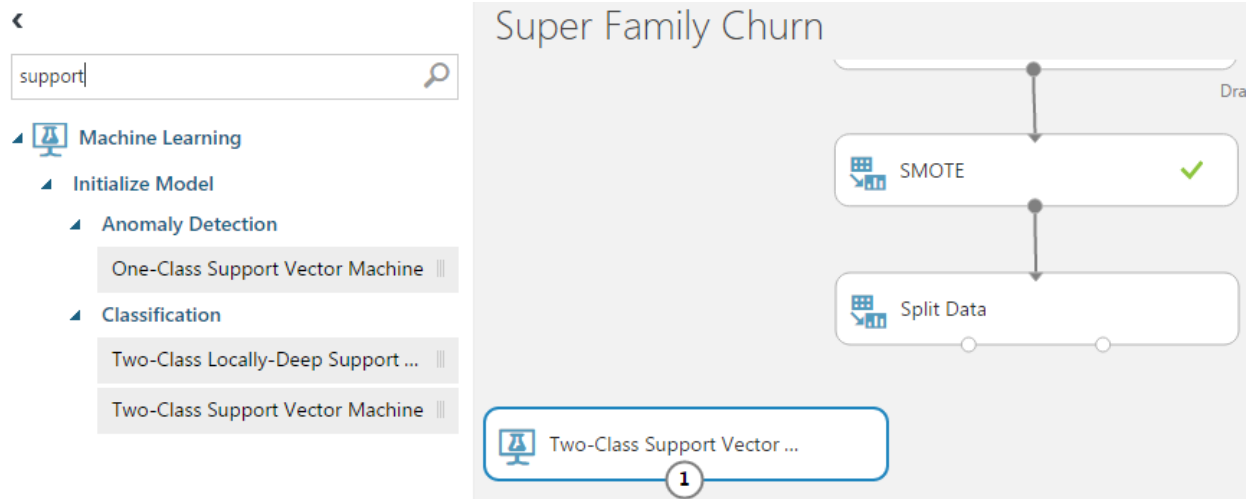 support
Machine Learning
Initialize Model
Anomaly Detection
One-Class Support Vector Machine
Classification
Two-Class Locally-Deep Support ...
Two-Class Support Vector Machine
Super Family Churn
Dra
SMOTE
Split Data
Two-Class Support Vector ...
1